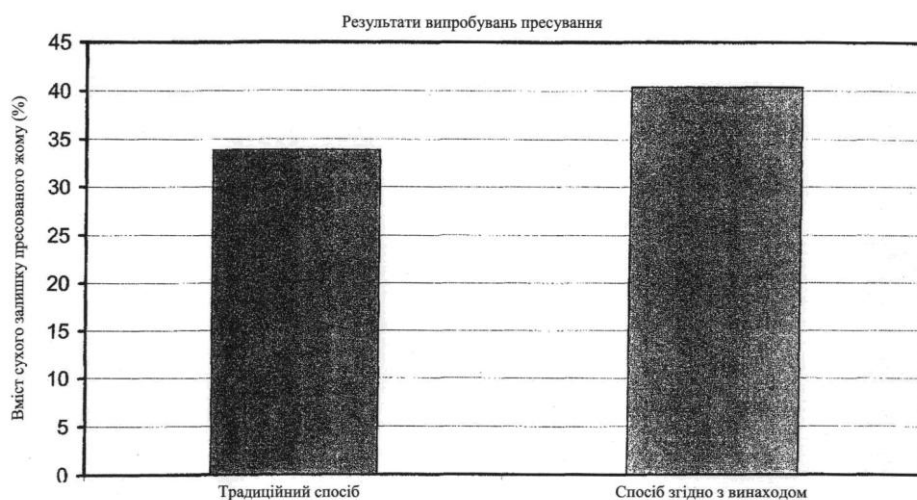 Результати випробувань пресування
Вміст сухого залишку пресованого жому (%)
45
40
35
30
25
20
15
10
5
0
Традиційний спосіб
Спосіб згідно з винаходом